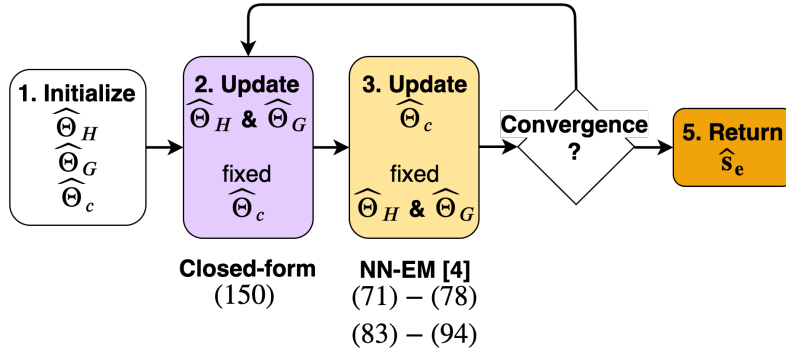 1. Initialize
Θ̂_H
Θ̂_G
Θ̂_c
2. Update
Θ̂_H & Θ̂_G
fixed
Θ̂_c
Closed-form
(150)
3. Update
Θ̂_c
fixed
Θ̂_H & Θ̂_G
NN-EM [4]
(71) – (78)
(83) – (94)
Convergence
?
5. Return
ŝ_e